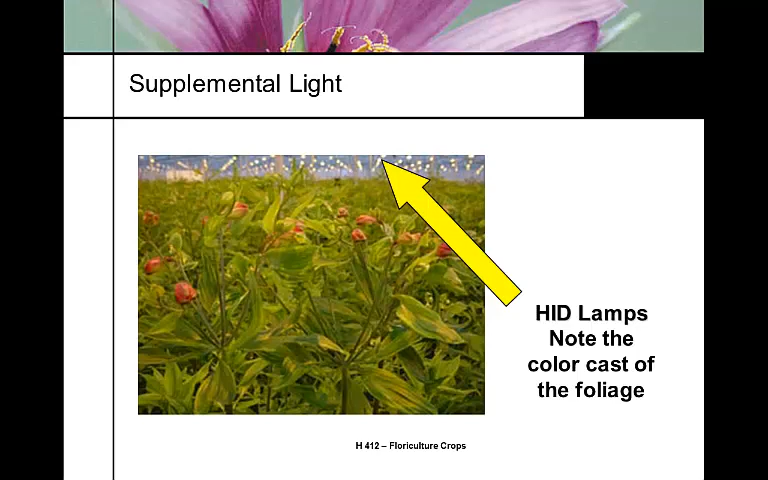 Supplemental Light
HID Lamps
Note the
color cast of
the foliage
H 412 – Floriculture Crops